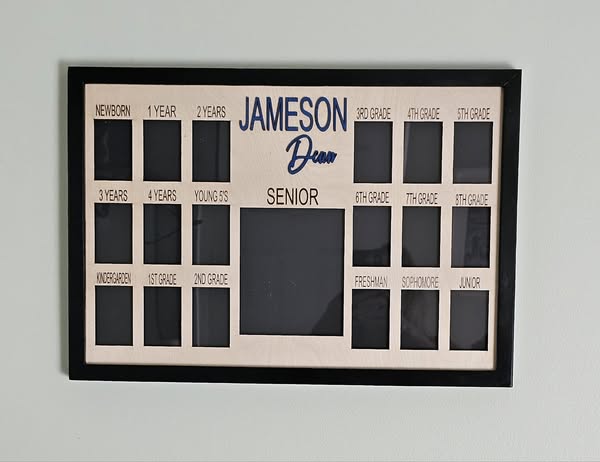 JAMESON
Dean
NEWBORN 1 YEAR 2 YEARS
3 YEARS 4 YEARS YOUNG 5'S
KINDERGARDEN 1ST GRADE 2ND GRADE
SENIOR
3RD GRADE 4TH GRADE 5TH GRADE
6TH GRADE 7TH GRADE 8TH GRADE
FRESHMAN SOPHOMORE JUNIOR